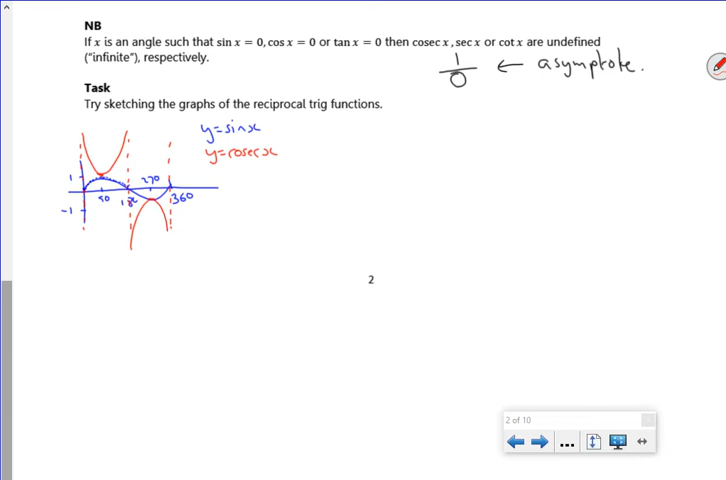 NB
If x is an angle such that sin x = 0, cos x = 0 or tan x = 0 then cosec x, sec x or cot x are undefined
("infinite"), respectively.
1/0 ← asymptote.
Task
Try sketching the graphs of the reciprocal trig functions.
y=sinx
y=cosecx
1
270
90
180
360
-1
2
2 of 10